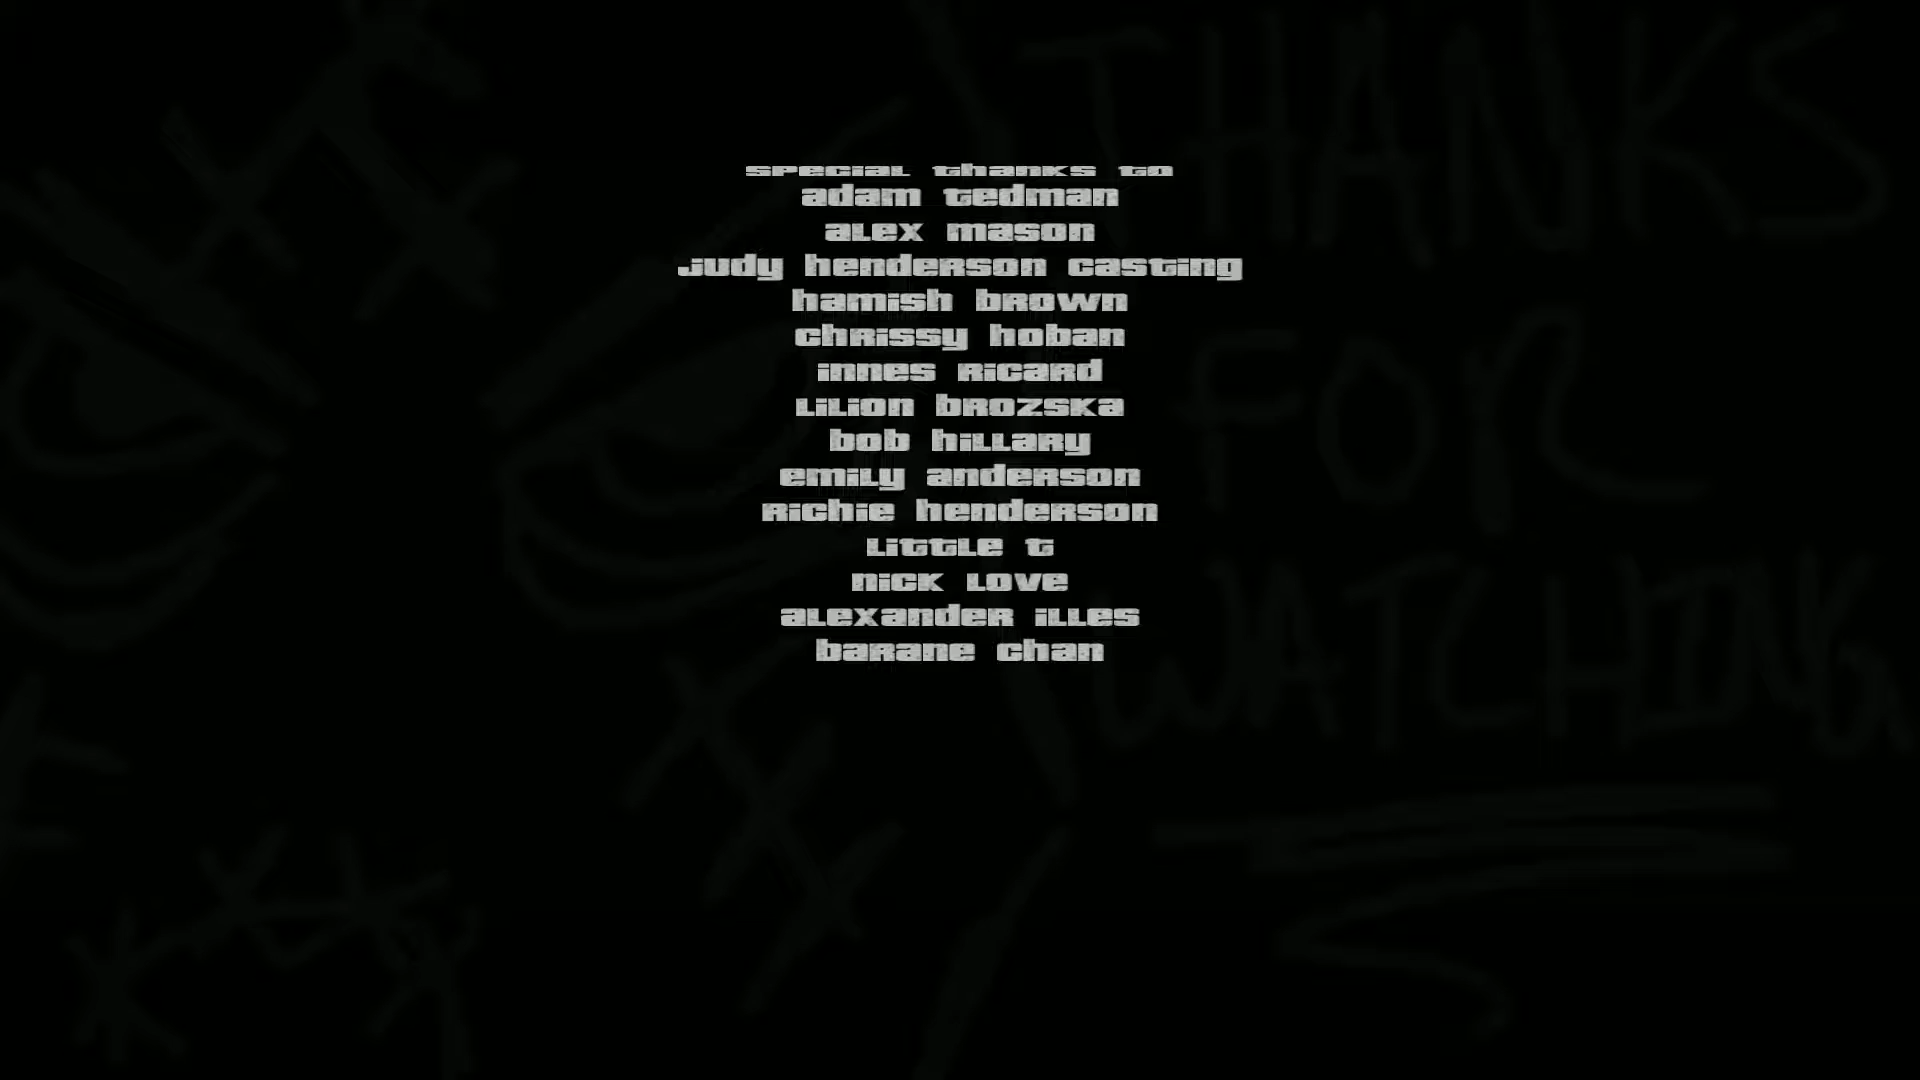 special thanks to
adam tedman
alex mason
judy henderson casting
hamish brown
chrissy hoban
innes ricard
lilion brozska
bob hillary
emily anderson
richie henderson
little t
nick love
alexander illes
barane chan
THANKS
FOR
WATCHING